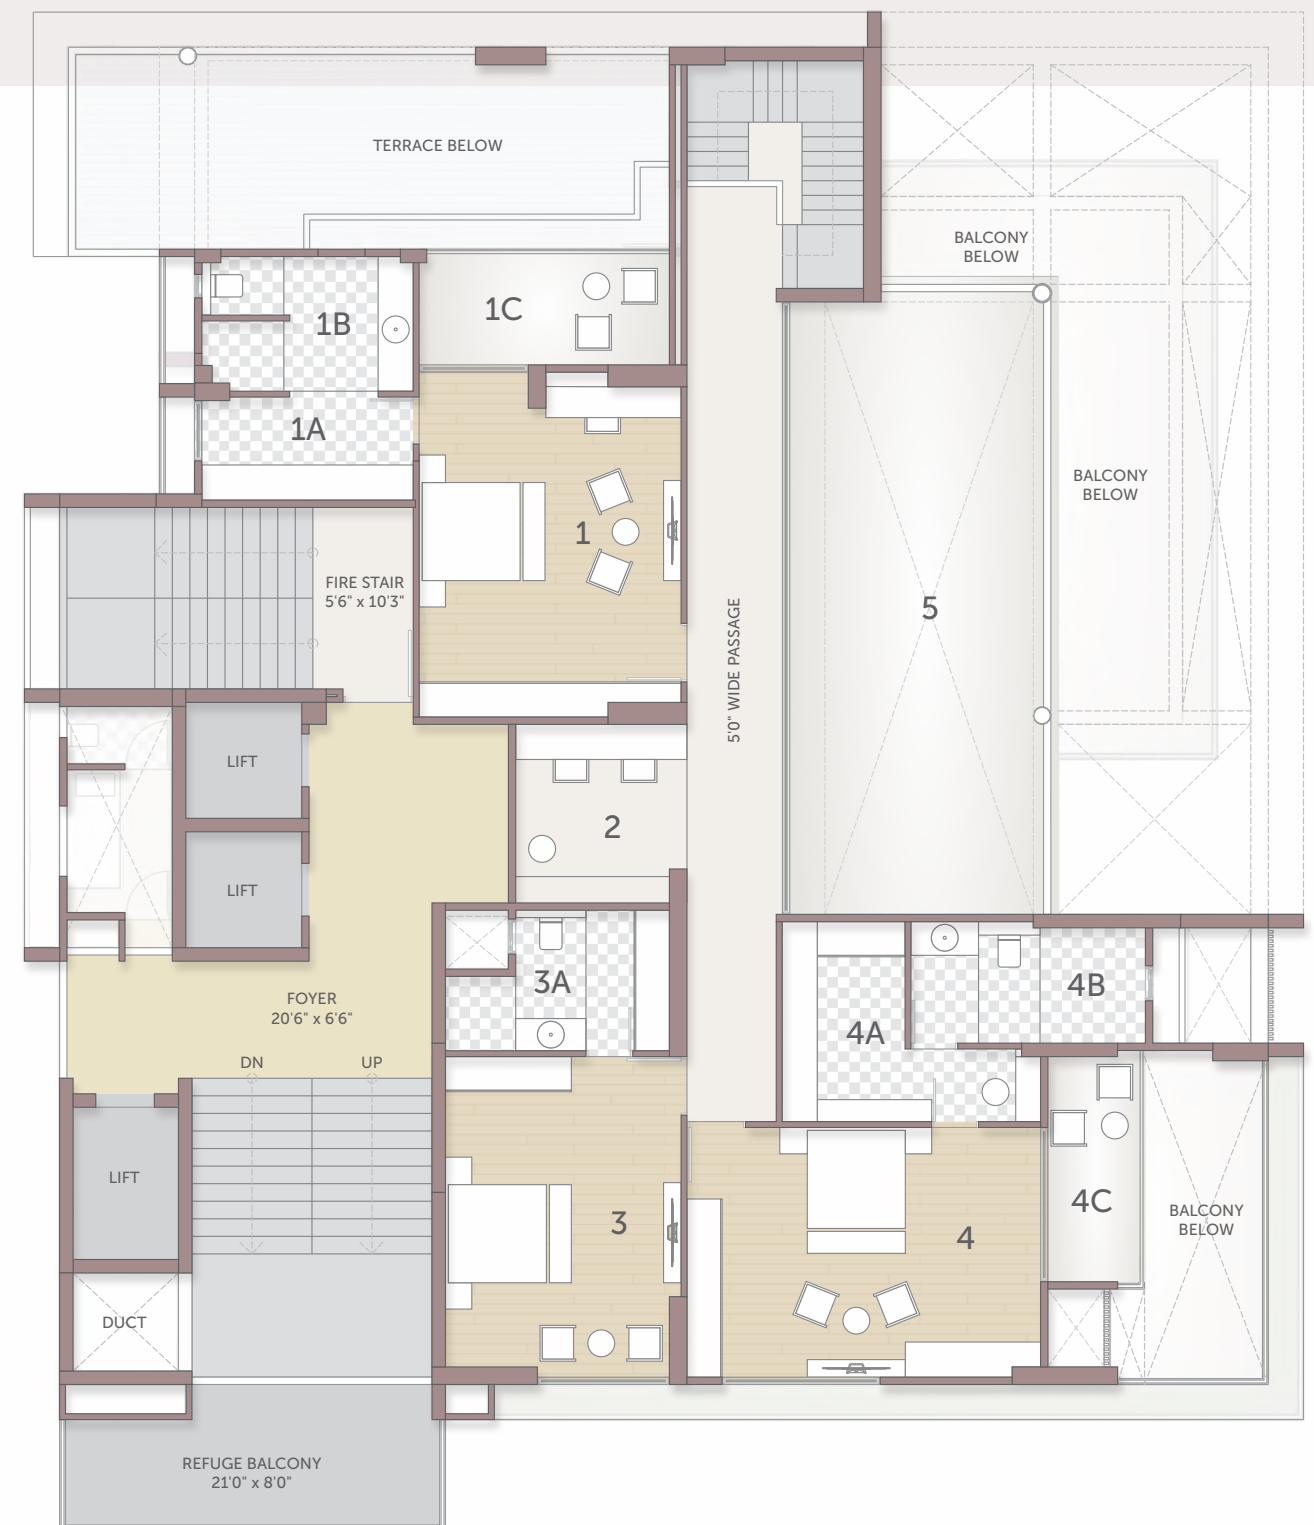 TERRACE BELOW
BALCONY
BELOW
1B
1C
1A
BALCONY
BELOW
1
FIRE STAIR
5'6" x 10'3"
5'0" WIDE PASSAGE
5
LIFT
2
LIFT
3A
4B
4A
FOYER
20'6" x 6'6"
DN
UP
LIFT
3
4
4C
BALCONY
BELOW
DUCT
REFUGE BALCONY
21'0" x 8'0"